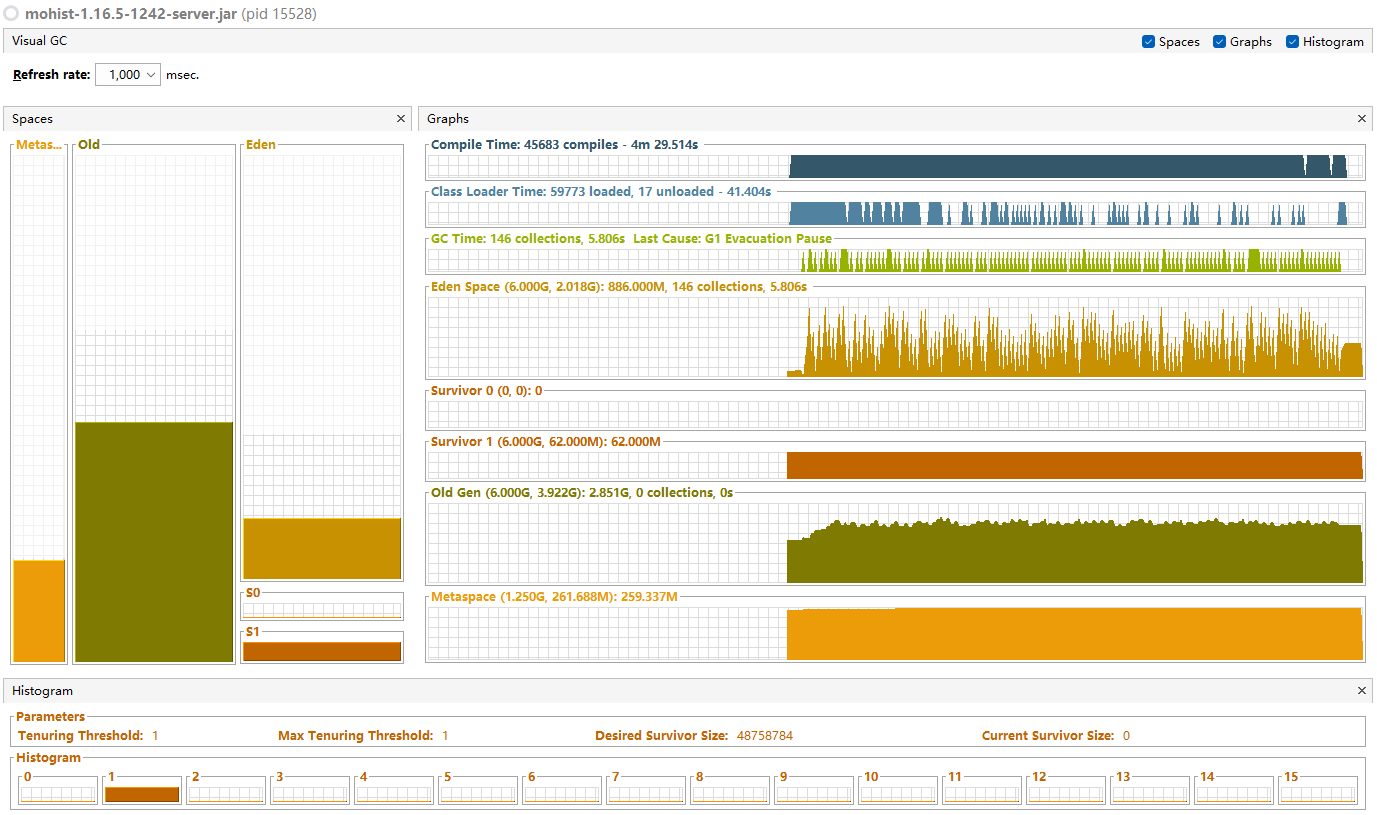 mohist-1.16.5-1242-server.jar (pid 15528)
Visual GC
Spaces Graphs Histogram
Refresh rate: 1,000 msec.
Spaces
Metas...
Old
Eden
S0
S1
Graphs
Compile Time: 45683 compiles - 4m 29.514s
Class Loader Time: 59773 loaded, 17 unloaded - 41.404s
GC Time: 146 collections, 5.806s Last Cause: G1 Evacuation Pause
Eden Space (6.000G, 2.018G): 886.000M, 146 collections, 5.806s
Survivor 0 (0, 0): 0
Survivor 1 (6.000G, 62.000M): 62.000M
Old Gen (6.000G, 3.922G): 2.851G, 0 collections, 0s
Metaspace (1.250G, 261.688M): 259.337M
Histogram
Parameters
Tenuring Threshold: 1 Max Tenuring Threshold: 1 Desired Survivor Size: 48758784 Current Survivor Size: 0
Histogram
0 1 2 3 4 5 6 7 8 9 10 11 12 13 14 15